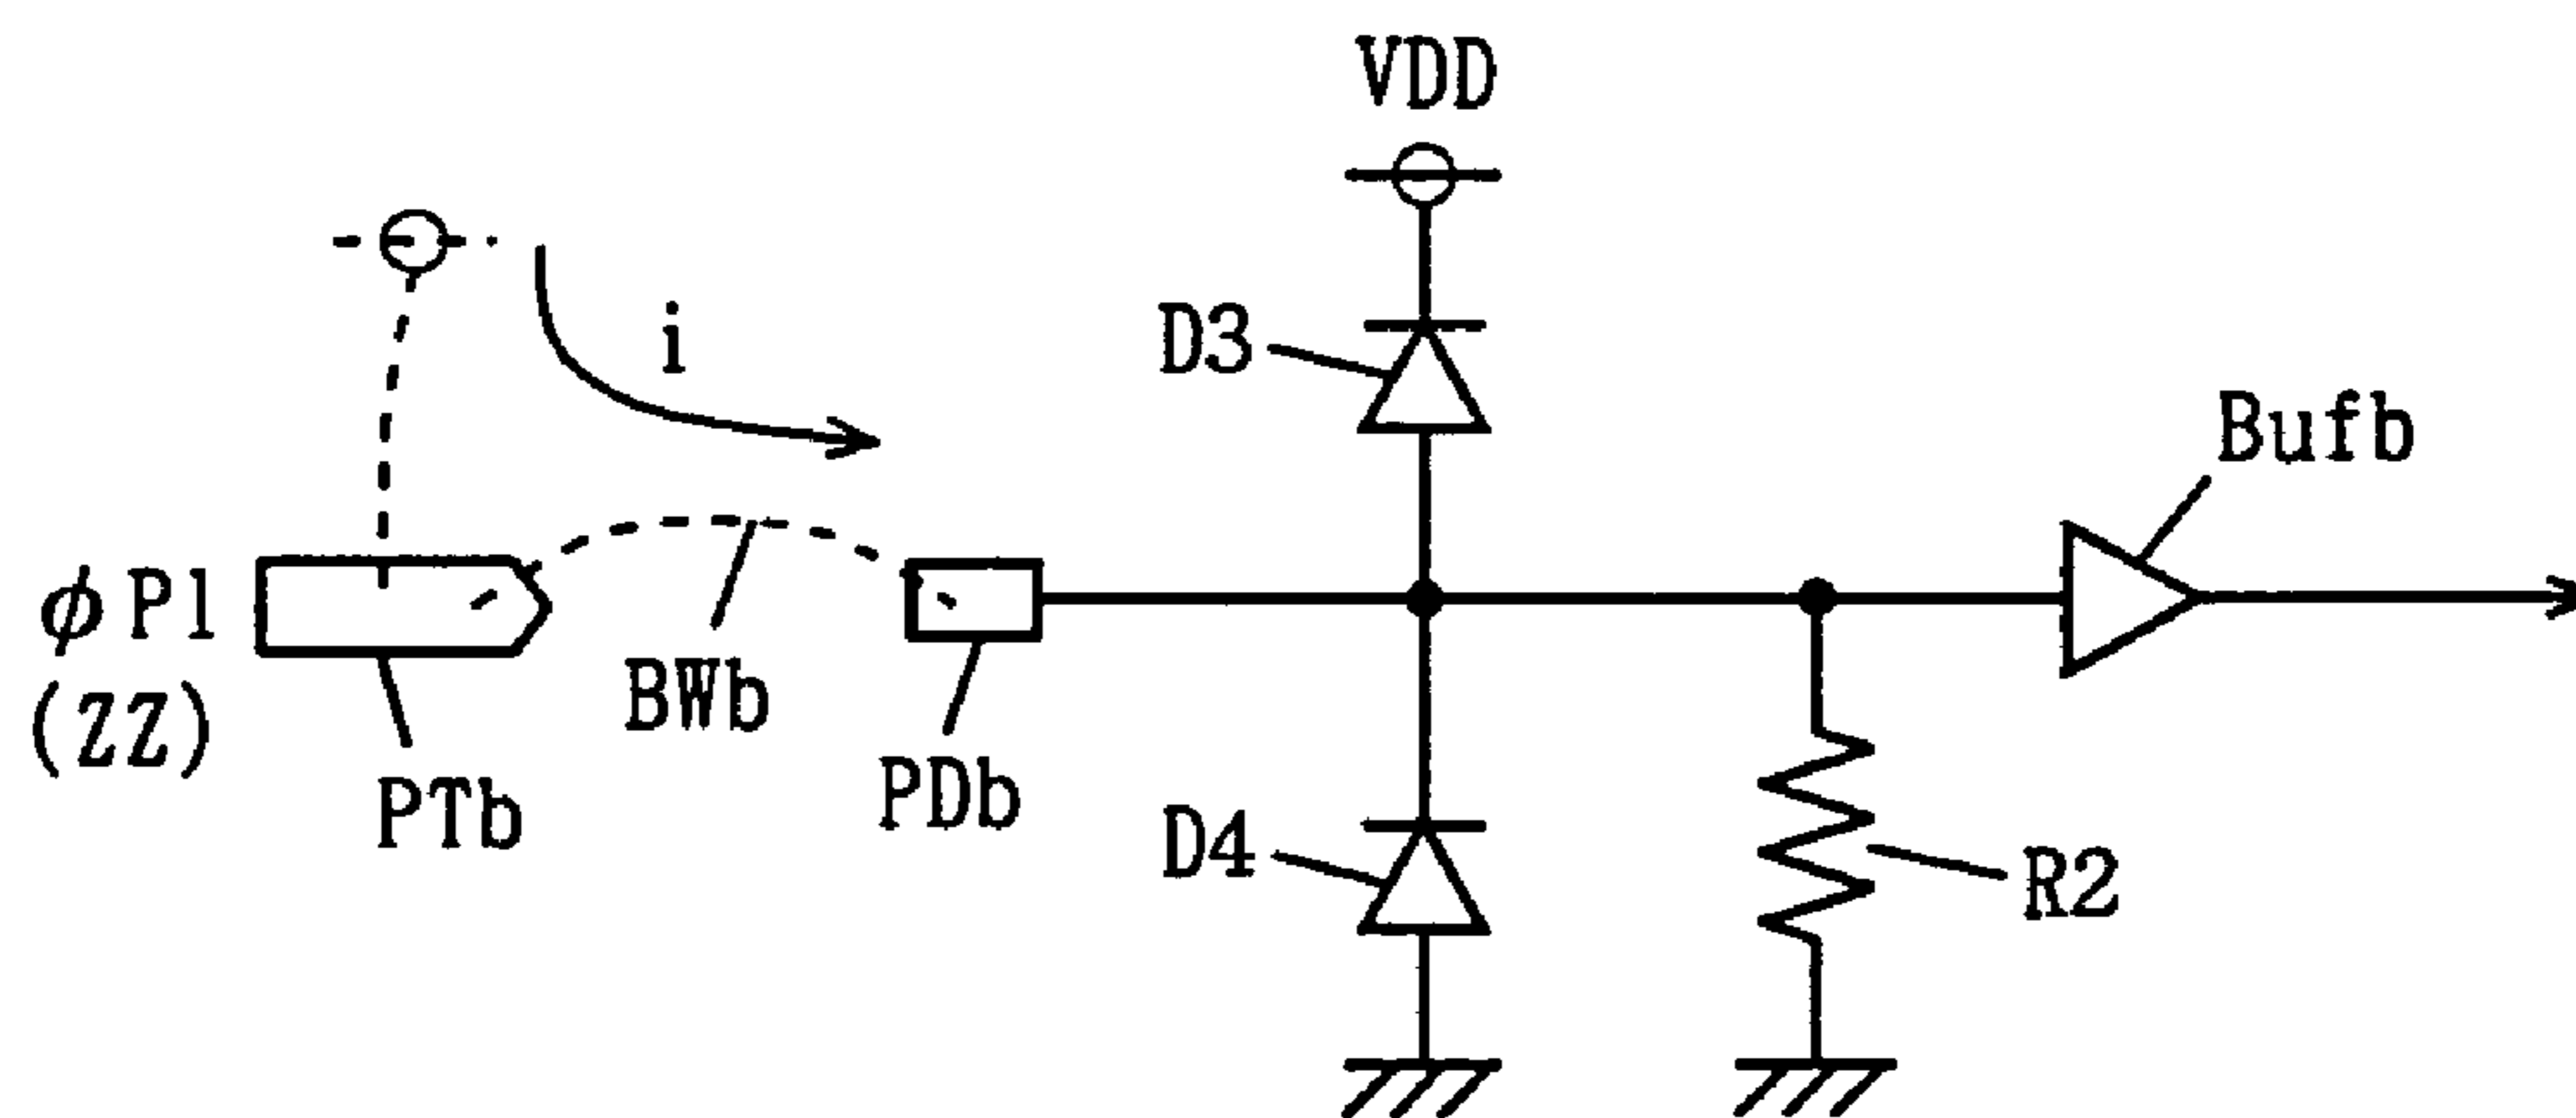 VDD
i
D3
Bufb
φP1
(ZZ)
BWb
PTb
PDb
D4
R2